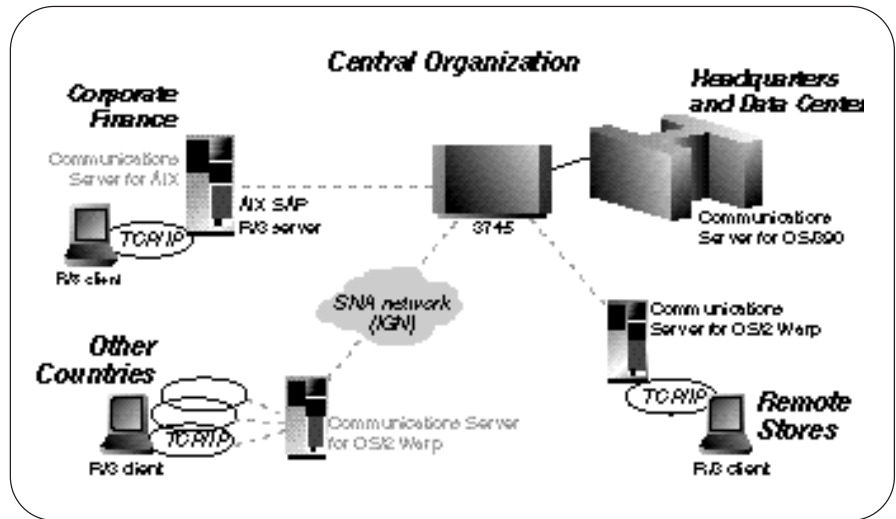 Central Organization
Corporate
Finance
Headquarters
and Data Center
Communications
Server for AIX
AIX SAP
R/3 server
TCP/IP
R/3 client
3745
Communications
Server for OS/390
SNA network
(IGN)
Communications
Server for OS/2 Warp
Other
Countries
TCP/IP
R/3 client
Communications Server
for OS/2 Warp
TCP/IP
Remote
Stores
R/3 client